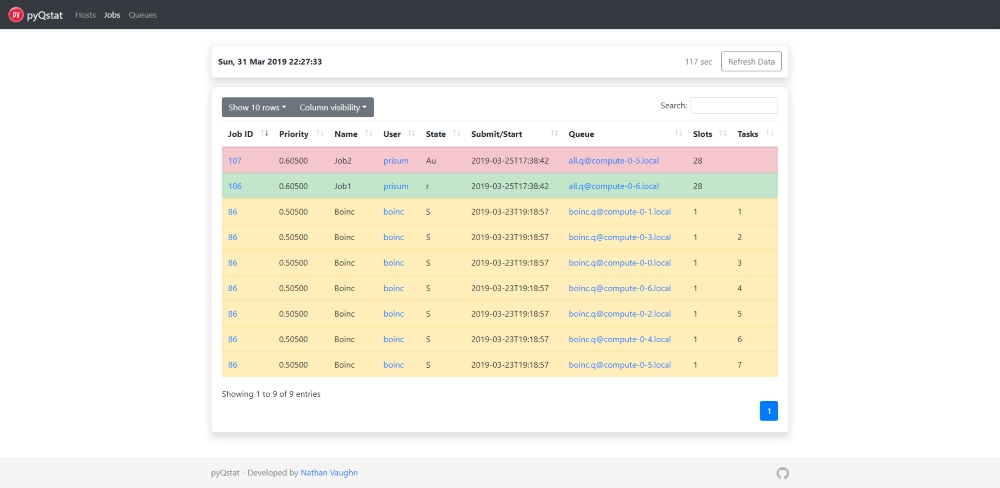 py pyQstat Hosts Jobs Queues
Sun, 31 Mar 2019 22:27:33 117 sec Refresh Data
Show 10 rows Column visibility Search:
Job ID Priority Name User State Submit/Start Queue Slots Tasks
107 0.60500 Job2 prisum Au 2019-03-25T17:38:42 all.q@compute-0-5.local 28
106 0.60500 Job1 prisum r 2019-03-25T17:38:42 all.q@compute-0-6.local 28
86 0.50500 Boinc boinc S 2019-03-23T19:18:57 boinc.q@compute-0-1.local 1 1
86 0.50500 Boinc boinc S 2019-03-23T19:18:57 boinc.q@compute-0-3.local 1 2
86 0.50500 Boinc boinc S 2019-03-23T19:18:57 boinc.q@compute-0-0.local 1 3
86 0.50500 Boinc boinc S 2019-03-23T19:18:57 boinc.q@compute-0-6.local 1 4
86 0.50500 Boinc boinc S 2019-03-23T19:18:57 boinc.q@compute-0-2.local 1 5
86 0.50500 Boinc boinc S 2019-03-23T19:18:57 boinc.q@compute-0-4.local 1 6
86 0.50500 Boinc boinc S 2019-03-23T19:18:57 boinc.q@compute-0-5.local 1 7
Showing 1 to 9 of 9 entries
1
pyQstat - Developed by Nathan Vaughn